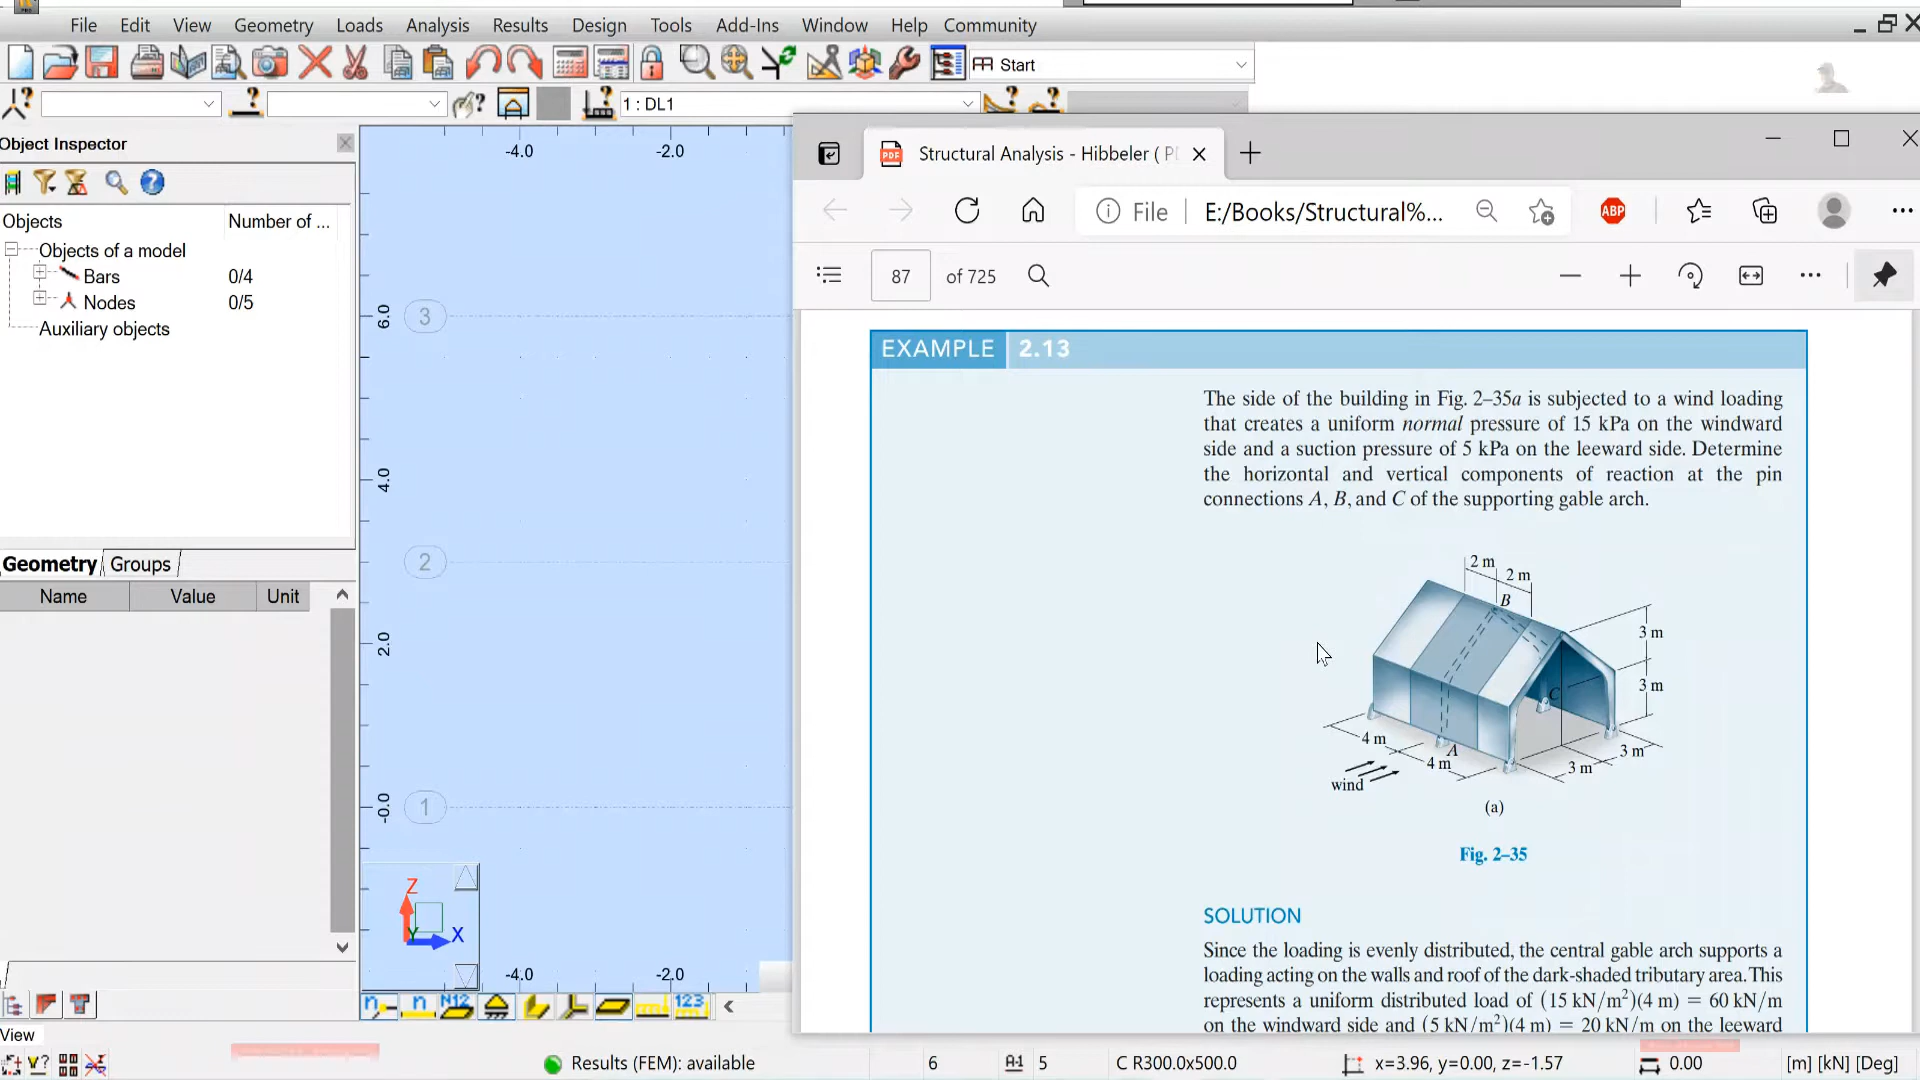 File Edit View Geometry Loads Analysis Results Design Tools Add-Ins Window Help Community
Start
1 : DL1
Object Inspector
Objects Number of ...
Objects of a model
Bars 0/4
Nodes 0/5
Auxiliary objects
Geometry Groups
Name Value Unit
View
-4.0 -2.0
6.0 3
4.0
2
2.0
-0.0 1
Z
Y X
-4.0 -2.0
n n N12 123
Structural Analysis - Hibbeler ( P
File E:/Books/Structural%... ABP
87 of 725
EXAMPLE 2.13
The side of the building in Fig. 2–35a is subjected to a wind loading
that creates a uniform normal pressure of 15 kPa on the windward
side and a suction pressure of 5 kPa on the leeward side. Determine
the horizontal and vertical components of reaction at the pin
connections A, B, and C of the supporting gable arch.
2 m
2 m
B
3 m
3 m
C
4 m
A
4 m
3 m
3 m
wind
(a)
Fig. 2–35
SOLUTION
Since the loading is evenly distributed, the central gable arch supports a
loading acting on the walls and roof of the dark-shaded tributary area. This
represents a uniform distributed load of (15 kN/m²)(4 m) = 60 kN/m
on the windward side and (5 kN/m²)(4 m) = 20 kN/m on the leeward
Results (FEM): available 6 A-1 5 C R300.0x500.0 x=3.96, y=0.00, z=-1.57 0.00 [m] [kN] [Deg]